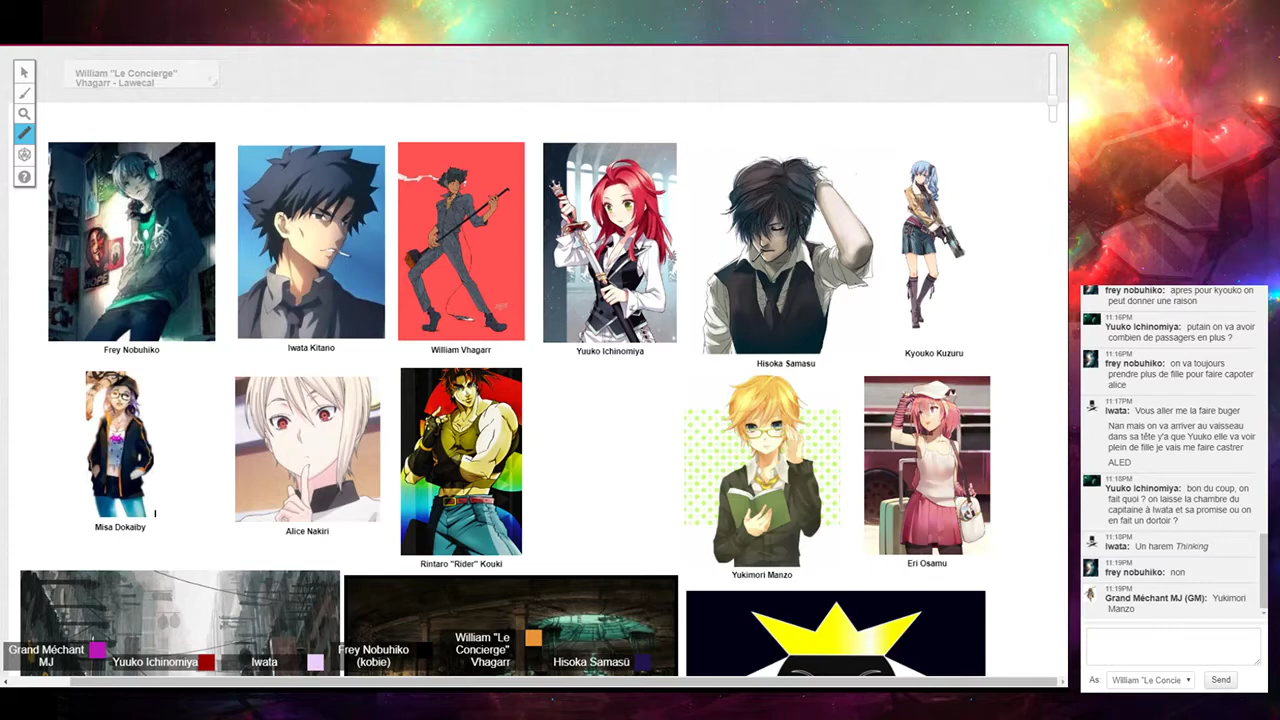 William "Le Concierge"
Vhagarr - Lawecal
Frey Nobuhiko
Iwata Kitano
William Vhagarr
Yuuko Ichinomiya
Hisoka Samasu
Kyouko Kuzuru
Misa Dokaiby
Alice Nakiri
Rintaro "Rider" Kouki
Yukimori Manzo
Eri Osamu
HOPE
Grand Méchant
MJ
Yuuko Ichinomiya
Iwata
Frey Nobuhiko
(kobie)
William "Le
Concierge"
Vhagarr
Hisoka Samasü
frey nobuhiko: apres pour kyouko on
peut donner une raison
11:16PM
Yuuko Ichinomiya: putain on va avoir
combien de passagers en plus ?
11:16PM
frey nobuhiko: on va toujours
prendre plus de fille pour faire capoter
alice
11:17PM
Iwata: Vous aller me la faire buger
Nan mais on va arriver au vaisseau
dans sa tête y'a que Yuuko elle va voir
plein de fille je vais me faire castrer
ALED
11:18PM
Yuuko Ichinomiya: bon du coup, on
fait quoi ? on laisse la chambre du
capitaine à Iwata et sa promise ou on
en fait un dortoir ?
11:18PM
Iwata: Un harem Thinking
11:19PM
frey nobuhiko: non
11:19PM
Grand Méchant MJ (GM): Yukimori
Manzo
As:
William "Le Concie
Send